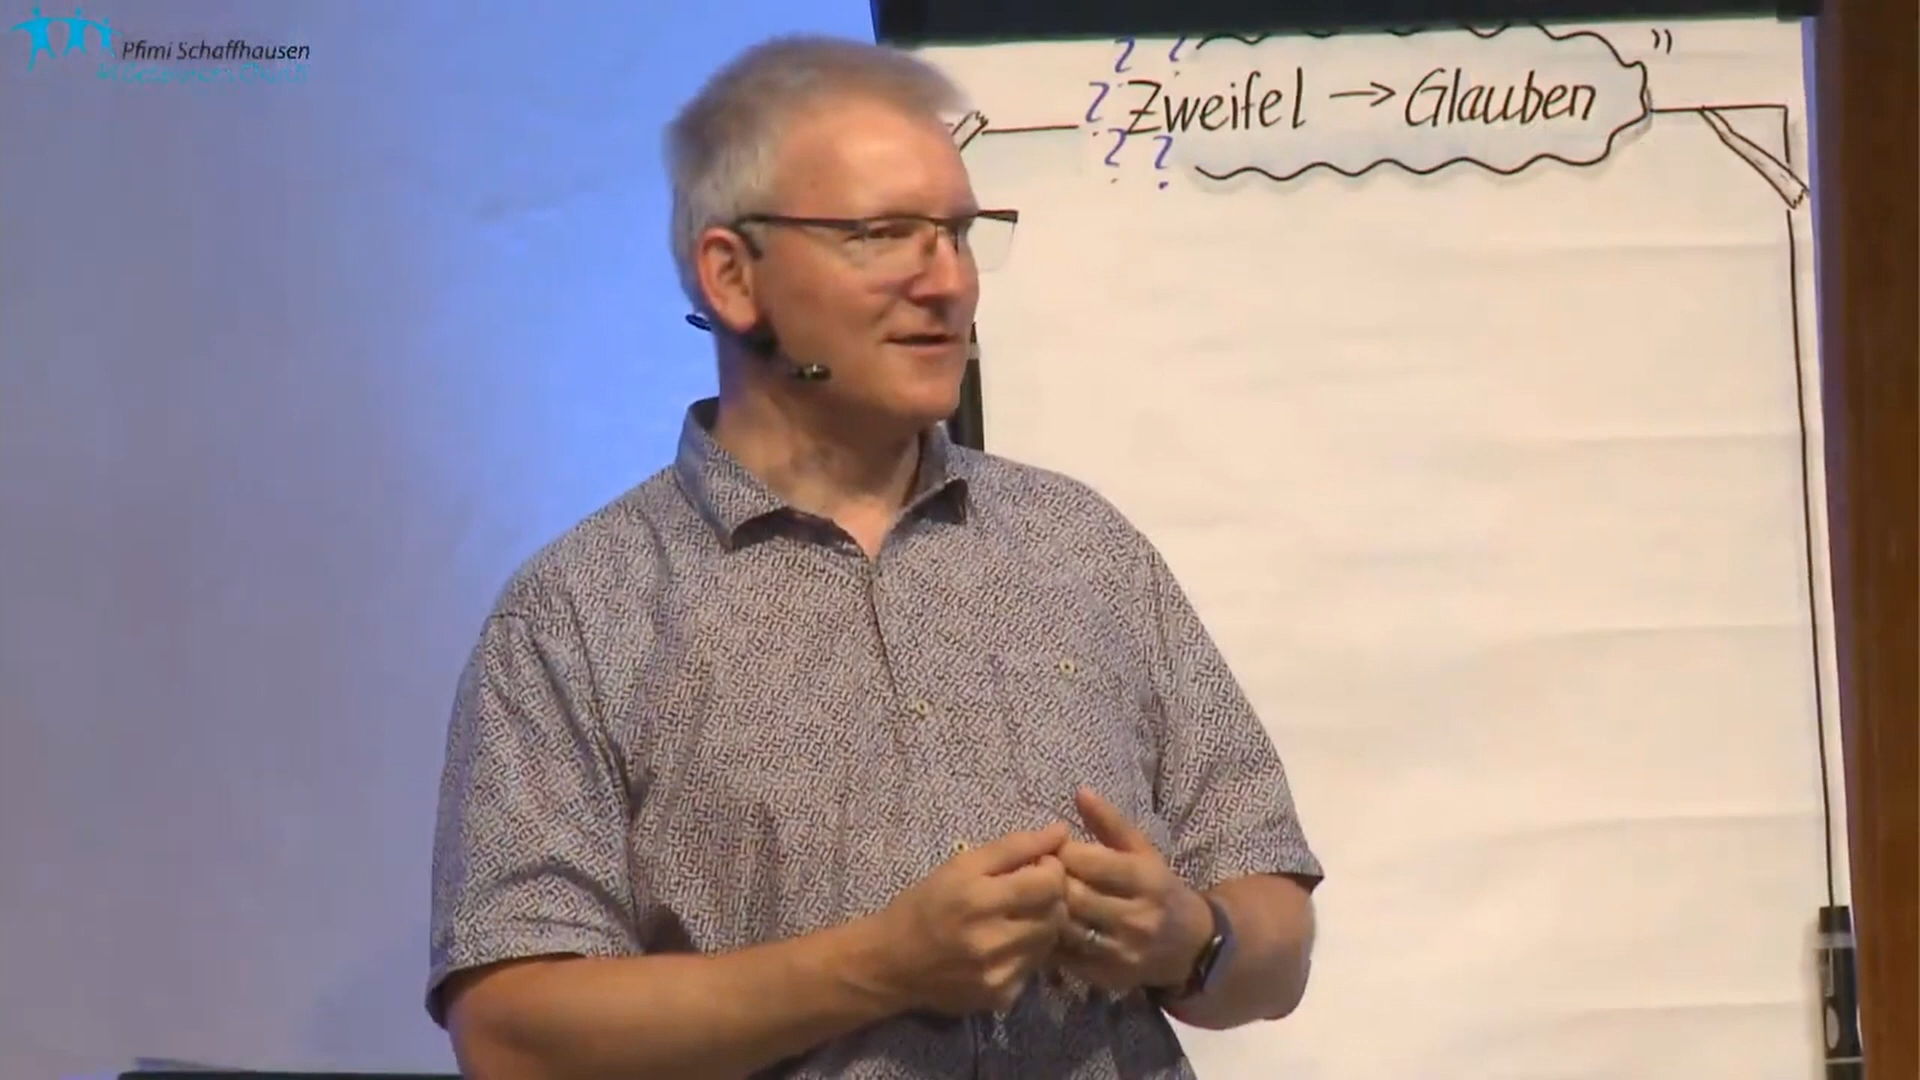 Pfimi Schaffhausen
? ? "
? Zweifel → Glauben
? ?